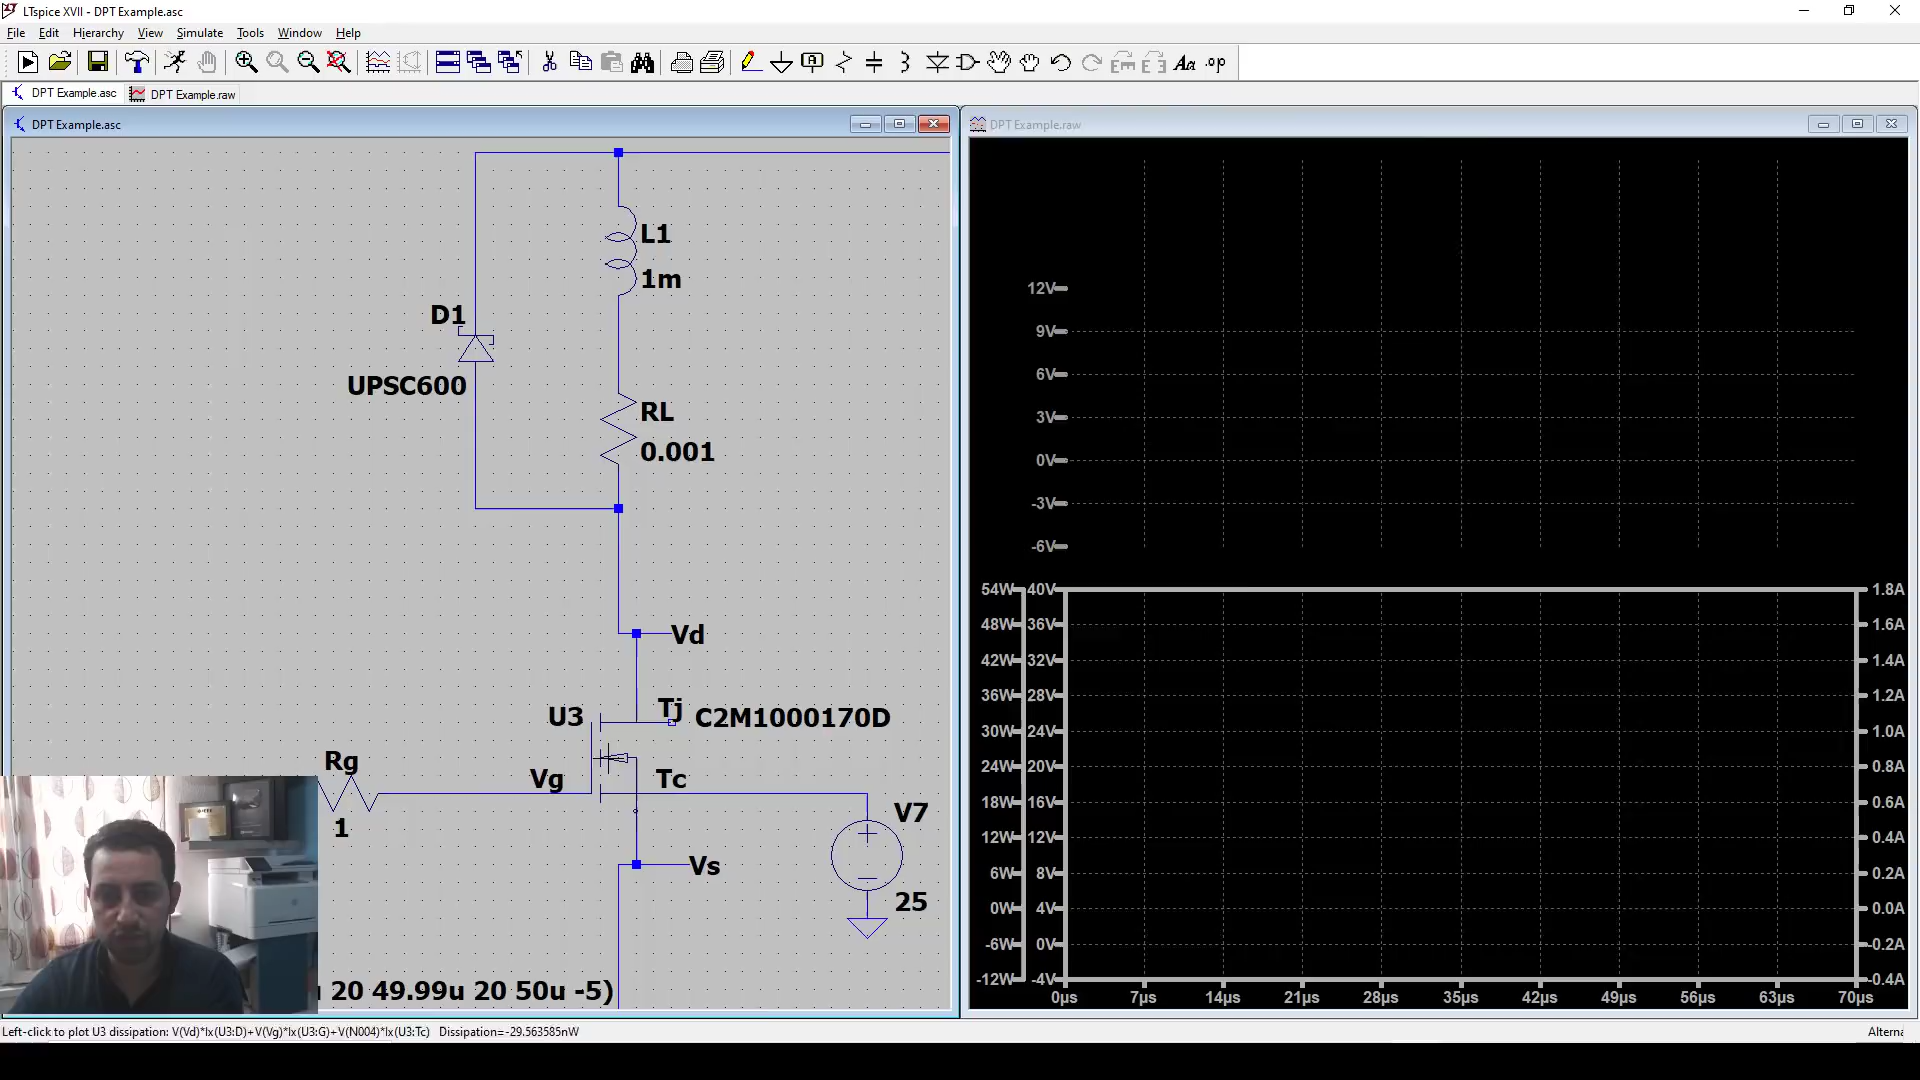 LTspice XVII - DPT Example.asc
File Edit Hierarchy View Simulate Tools Window Help
DPT Example.asc DPT Example.raw
DPT Example.asc
DPT Example.raw
L1
1m
D1
UPSC600
RL
0.001
Vd
U3 Tj C2M1000170D
Rg
Vg Tc
V7
1
Vs
25
20 49.99u 20 50u -5)
12V
9V
6V
3V
0V
-3V
-6V
54W 40V 1.8A
48W 36V 1.6A
42W 32V 1.4A
36W 28V 1.2A
30W 24V 1.0A
24W 20V 0.8A
18W 16V 0.6A
12W 12V 0.4A
6W 8V 0.2A
0W 4V 0.0A
-6W 0V -0.2A
-12W -4V -0.4A
0µs 7µs 14µs 21µs 28µs 35µs 42µs 49µs 56µs 63µs 70µs
Left-click to plot U3 dissipation: V(Vd)*Ix(U3:D)+V(Vg)*Ix(U3:G)+V(N004)*Ix(U3:Tc) Dissipation=-29.563585nW
Alterna